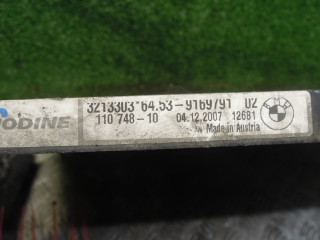 3213303*64.53-9169791 02
ODINE 110 748-10 04.12.2007 12681
Made in Austria